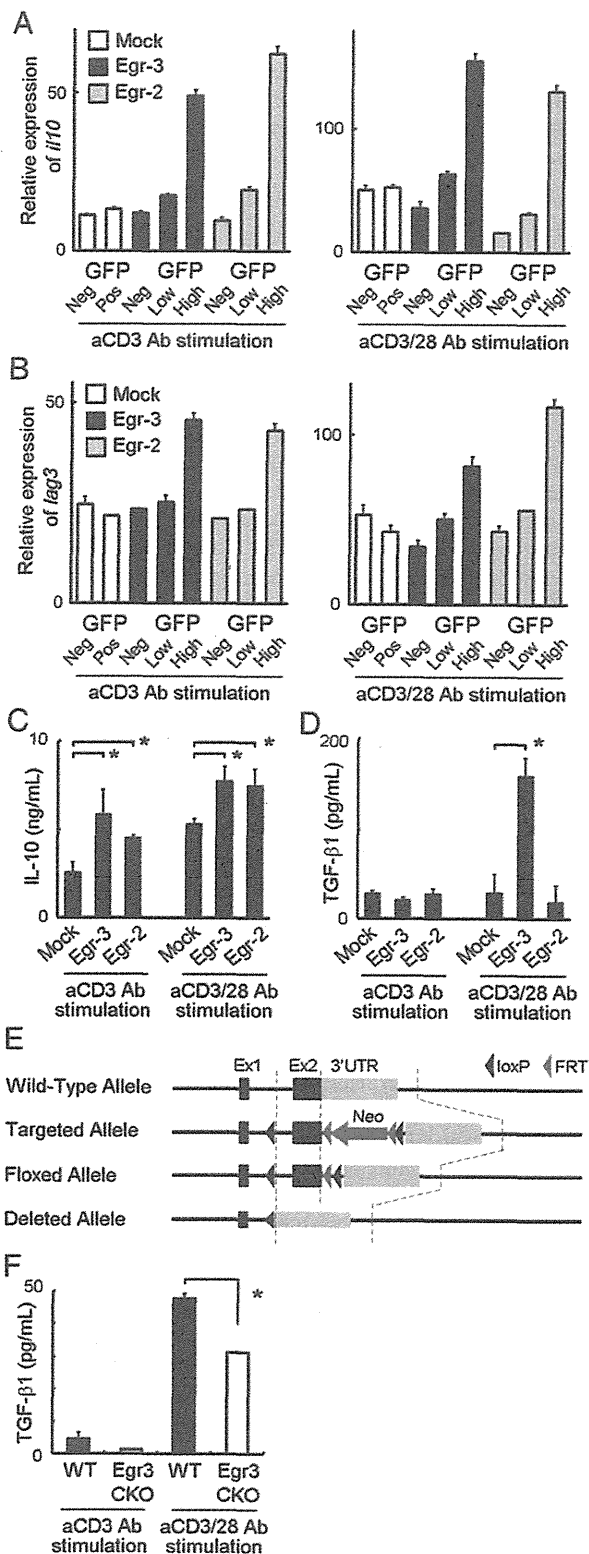 A
Mock
Egr-3
Egr-2
Relative expression
of il10
50
0
100
0
GFP GFP GFP
Neg Pos Neg Low High Neg Low High
aCD3 Ab stimulation
GFP GFP GFP
Neg Pos Neg Low High Neg Low High
aCD3/28 Ab stimulation
B
Mock
Egr-3
Egr-2
Relative expression
of lag3
50
0
100
0
GFP GFP GFP
Neg Pos Neg Low High Neg Low High
aCD3 Ab stimulation
GFP GFP GFP
Neg Pos Neg Low High Neg Low High
aCD3/28 Ab stimulation
C
IL-10 (ng/mL)
10
0
* * * *
Mock Egr-3 Egr-2 Mock Egr-3 Egr-2
aCD3 Ab
stimulation
aCD3/28 Ab
stimulation
D
TGF-β1 (pg/mL)
200
0
*
Mock Egr-3 Egr-2 Mock Egr-3 Egr-2
aCD3 Ab
stimulation
aCD3/28 Ab
stimulation
E
Ex1 Ex2 3'UTR loxP FRT
Wild-Type Allele
Neo
Targeted Allele
Floxed Allele
Deleted Allele
F
TGF-β1 (pg/mL)
50
0
*
WT Egr3 WT Egr3
CKO CKO
aCD3 Ab
stimulation
aCD3/28 Ab
stimulation